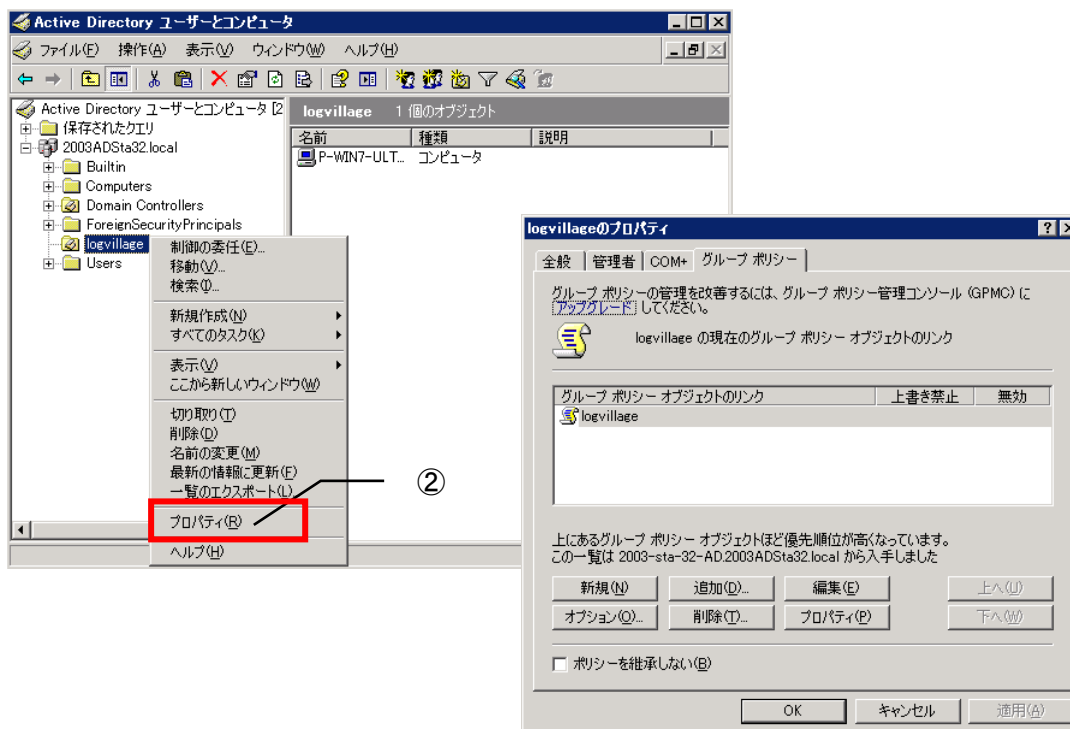 Active Directory ユーザーとコンピュータ
ファイル(F) 操作(A) 表示(V) ウィンドウ(W) ヘルプ(H)
Active Directory ユーザーとコンピュータ [2
保存されたクエリ
2003ADSta32.local
Builtin
Computers
Domain Controllers
ForeignSecurityPrincipals
logvillage
Users
logvillage 1 個のオブジェクト
名前 種類 説明
P-WIN7-ULT... コンピュータ
制御の委任(E)...
移動(V)...
検索(I)...
新規作成(N)
すべてのタスク(K)
表示(V)
ここから新しいウィンドウ(W)
切り取り(T)
削除(D)
名前の変更(M)
最新の情報に更新(F)
一覧のエクスポート(L)...
プロパティ(R)
ヘルプ(H)
②
logvillageのプロパティ
全般 管理者 COM+ グループ ポリシー
グループ ポリシーの管理を改善するには、グループ ポリシー管理コンソール (GPMC) に
アップグレード してください。
logvillage の現在のグループ ポリシー オブジェクトのリンク
グループ ポリシー オブジェクトのリンク 上書き禁止 無効
logvillage
上にあるグループ ポリシー オブジェクトほど優先順位が高くなっています。
この一覧は 2003-sta-32-AD.2003ADSta32.local から入手しました
新規(N) 追加(D)... 編集(E) 上へ(U)
オプション(O)... 削除(T)... プロパティ(P) 下へ(W)
ポリシーを継承しない(B)
OK キャンセル 適用(A)